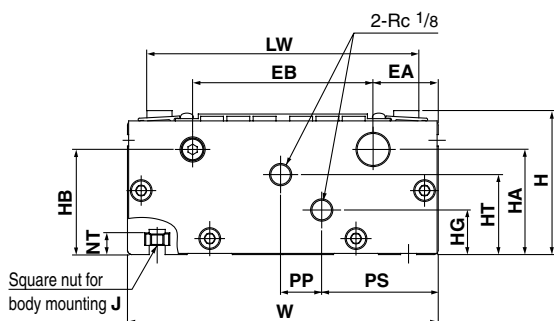 2-Rc 1/8
LW
EB
EA
HB
NT
H
HA
HT
HG
Square nut for
body mounting J
PP
PS
W